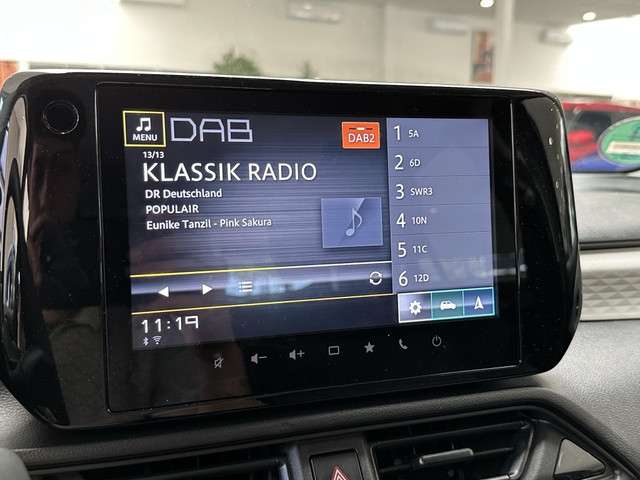 MENU
DAB
DAB2
13/13
KLASSIK RADIO
DR Deutschland
POPULAIR
Eunike Tanzil - Pink Sakura
1 5A
2 6D
3 SWR3
4 10N
5 11C
6 12D
11:19